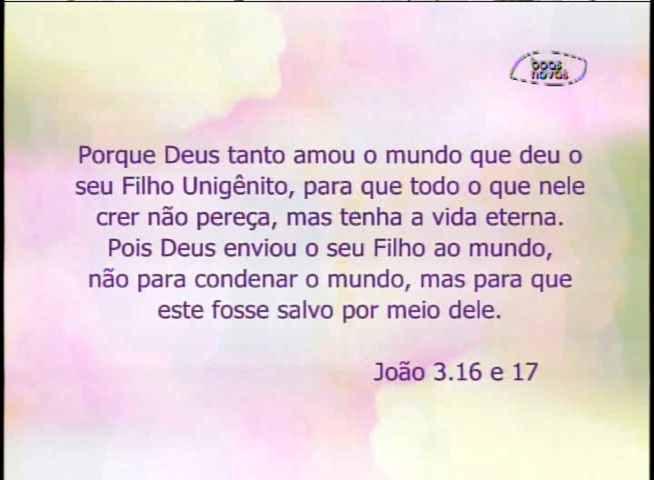 boas
novas
Porque Deus tanto amou o mundo que deu o
seu Filho Unigênito, para que todo o que nele
crer não pereça, mas tenha a vida eterna.
Pois Deus enviou o seu Filho ao mundo,
não para condenar o mundo, mas para que
este fosse salvo por meio dele.
João 3.16 e 17